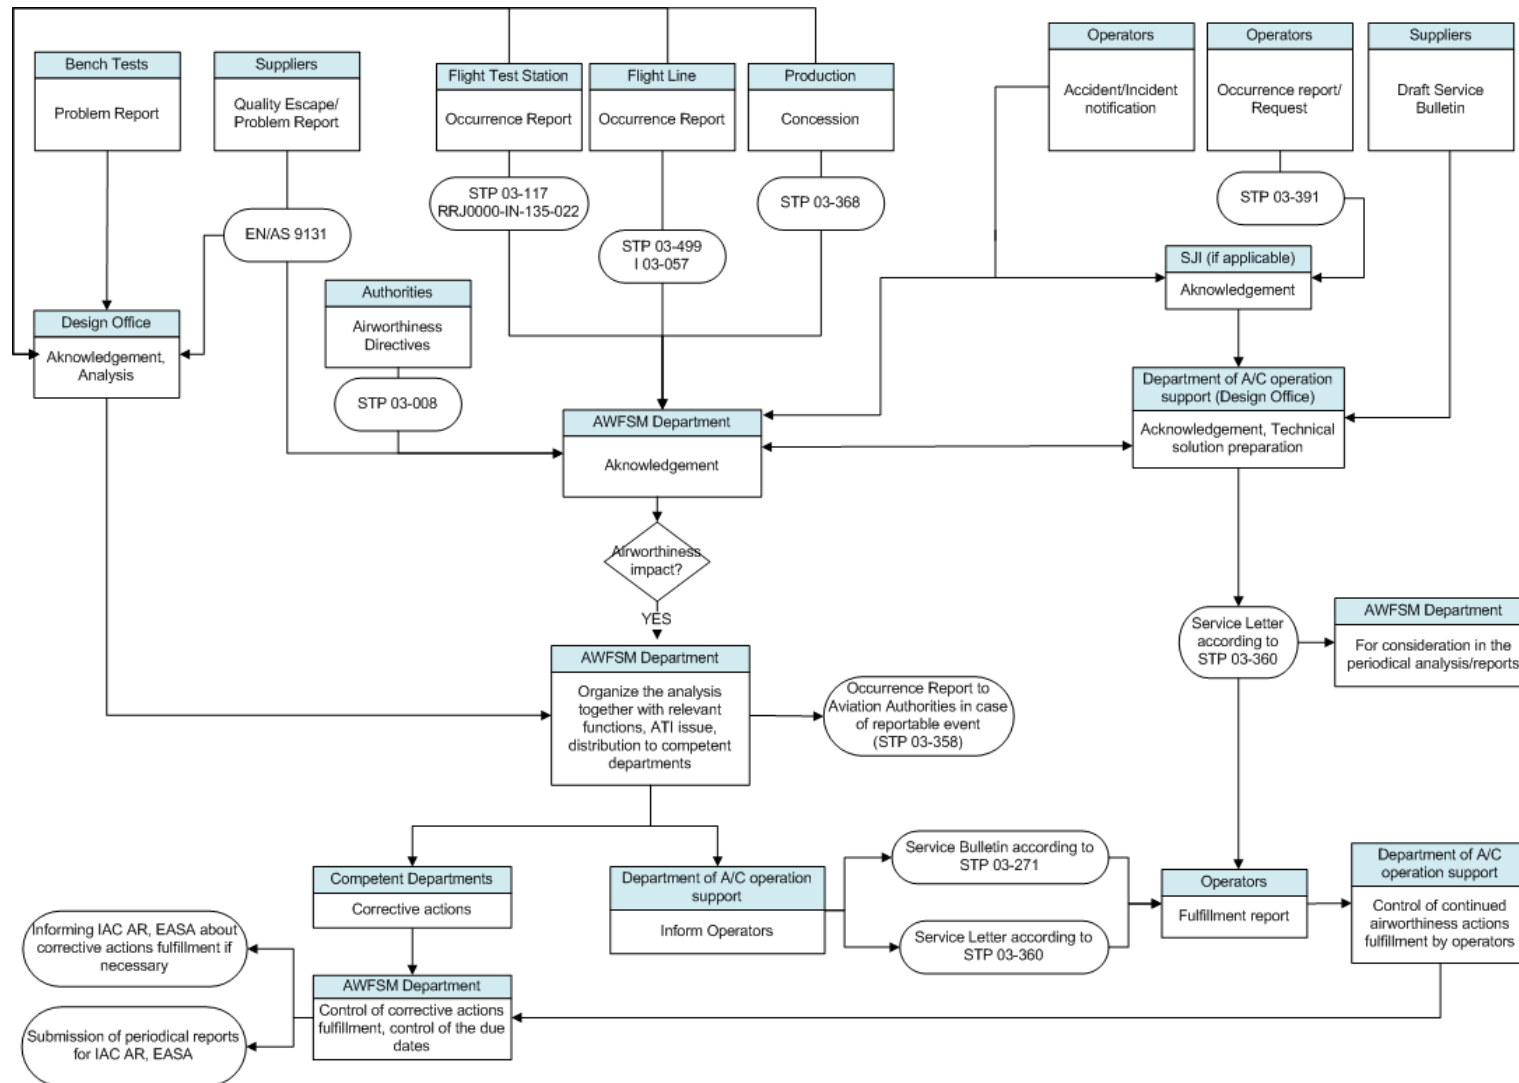 Bench Tests
Problem Report
Suppliers
Quality Escape/
Problem Report
Flight Test Station
Occurrence Report
Flight Line
Occurrence Report
Production
Concession
Operators
Accident/Incident
notification
Operators
Occurrence report/
Request
Suppliers
Draft Service
Bulletin
EN/AS 9131
STP 03-117
RRJ0000-IN-135-022
STP 03-499
I 03-057
STP 03-368
STP 03-391
Design Office
Aknowledgement,
Analysis
Authorities
Airworthiness
Directives
STP 03-008
SJI (if applicable)
Aknowledgement
AWFSM Department
Aknowledgement
Department of A/C operation
support (Design Office)
Acknowledgement, Technical
solution preparation
Airworthiness
impact?
YES
AWFSM Department
Organize the analysis
together with relevant
functions, ATI issue,
distribution to competent
departments
Occurrence Report to
Aviation Authorities in case
of reportable event
(STP 03-358)
Service Letter
according to
STP 03-360
AWFSM Department
For consideration in the
periodical analysis/reports
Competent Departments
Corrective actions
Department of A/C operation
support
Inform Operators
Service Bulletin according to
STP 03-271
Service Letter according to
STP 03-360
Operators
Fulfillment report
Department of A/C
operation support
Control of continued
airworthiness actions
fulfillment by operators
Informing IAC AR, EASA about
corrective actions fulfillment if
necessary
Submission of periodical reports
for IAC AR, EASA
AWFSM Department
Control of corrective actions
fulfillment, control of the due
dates